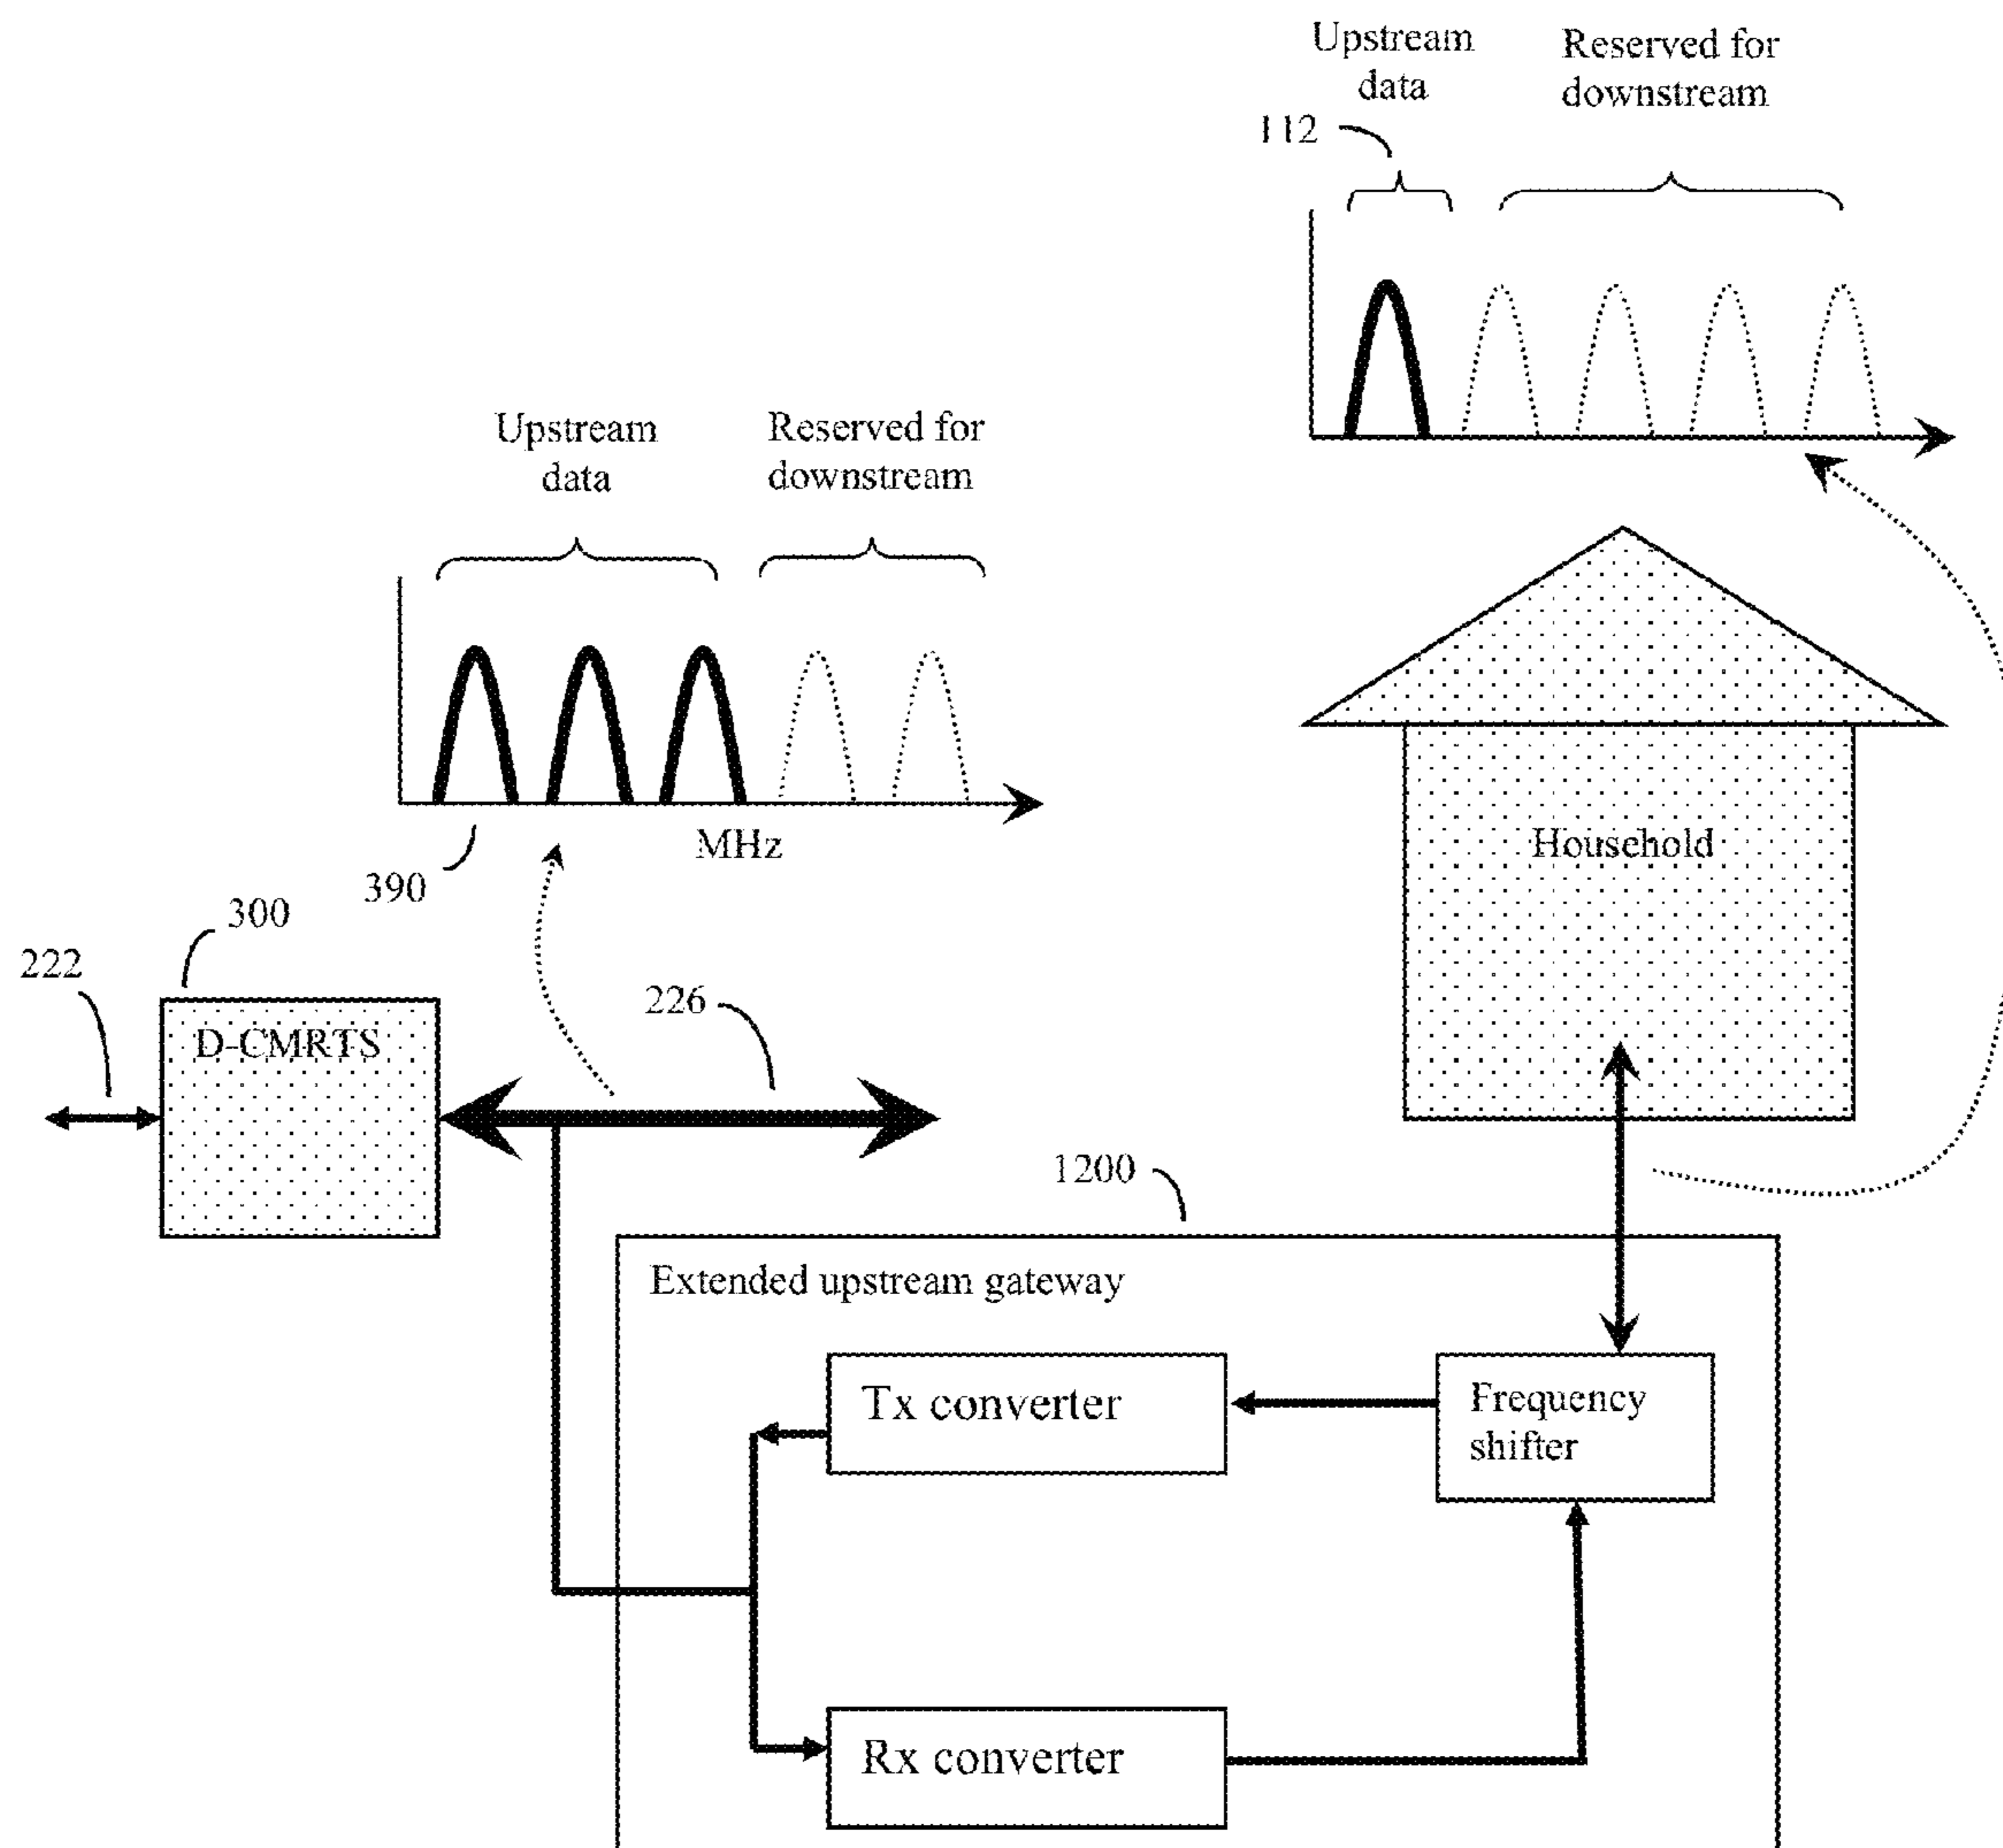 Upstream
data
Reserved for
downstream
112
Upstream
data
Reserved for
downstream
MHz
390
300
222
D-CMRTS
226
Household
1200
Extended upstream gateway
Tx converter
Frequency
shifter
Rx converter